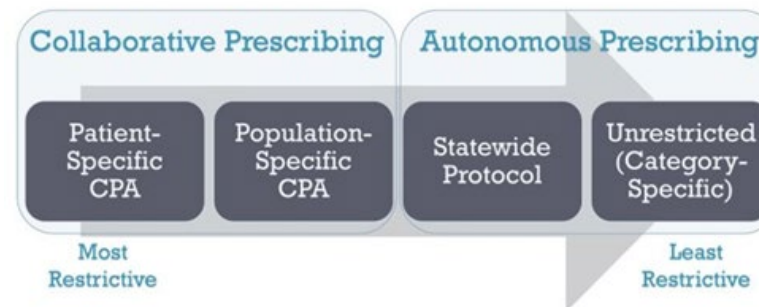 Collaborative Prescribing
Autonomous Prescribing
Patient-
Specific
CPA
Population-
Specific
CPA
Statewide
Protocol
Unrestricted
(Category-
Specific)
Most
Restrictive
Least
Restrictive